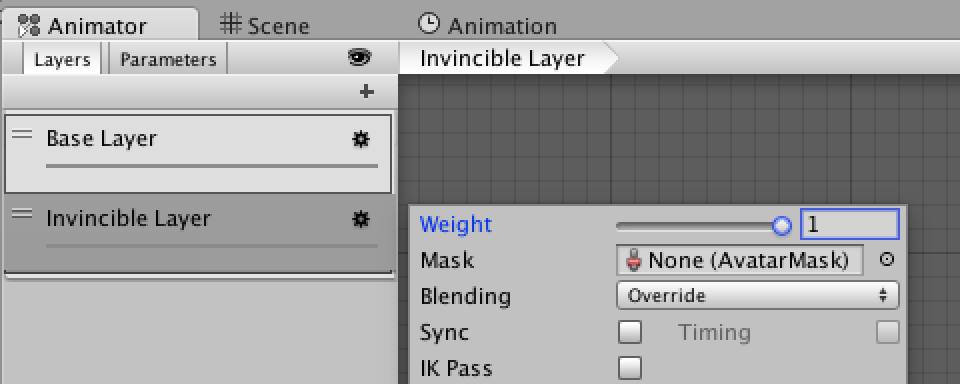 Animator Scene Animation
Layers Parameters Invincible Layer
+
Base Layer
Invincible Layer
Weight 1
Mask None (AvatarMask)
Blending Override
Sync Timing
IK Pass